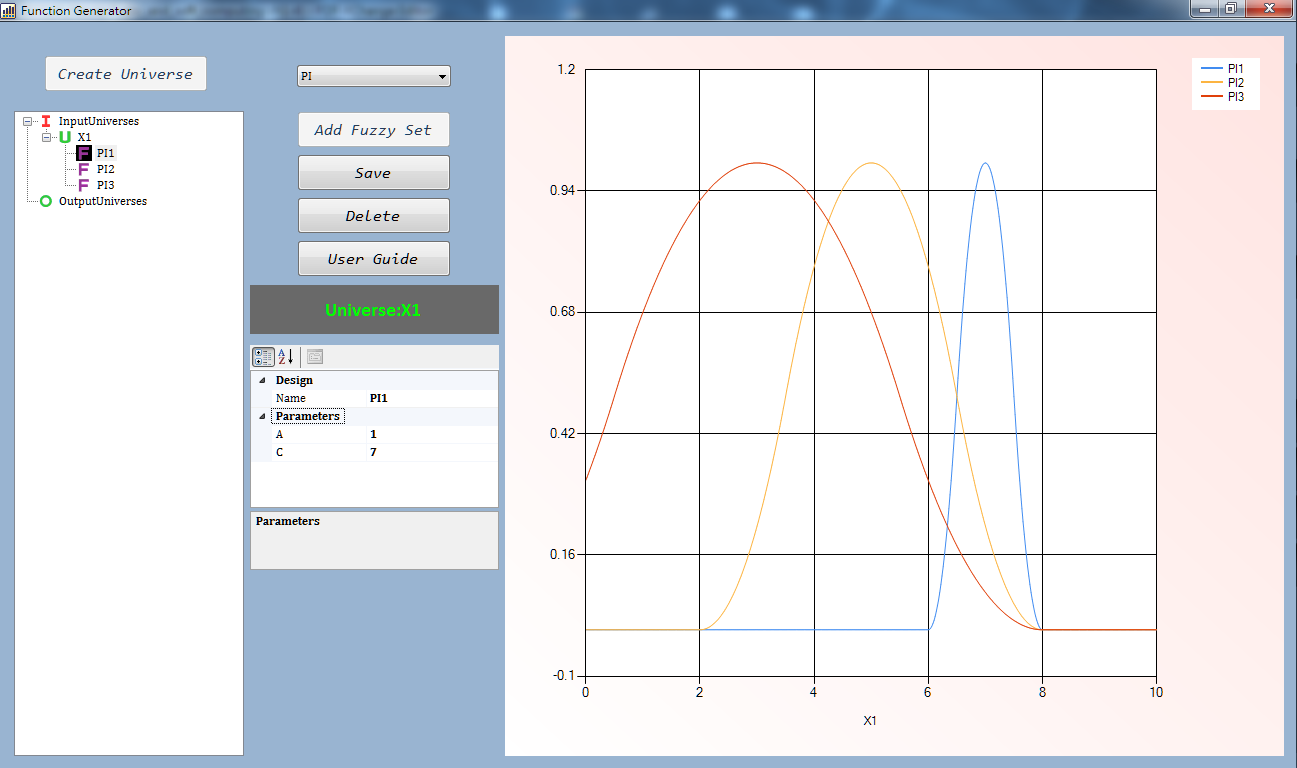 Function Generator
Create Universe
PI
InputUniverses
X1
PI1
PI2
PI3
OutputUniverses
Add Fuzzy Set
Save
Delete
User Guide
Universe:X1
Design
Name PI1
Parameters
A 1
C 7
Parameters
1.2
0.94
0.68
0.42
0.16
-0.1
0 2 4 6 8 10
X1
PI1
PI2
PI3